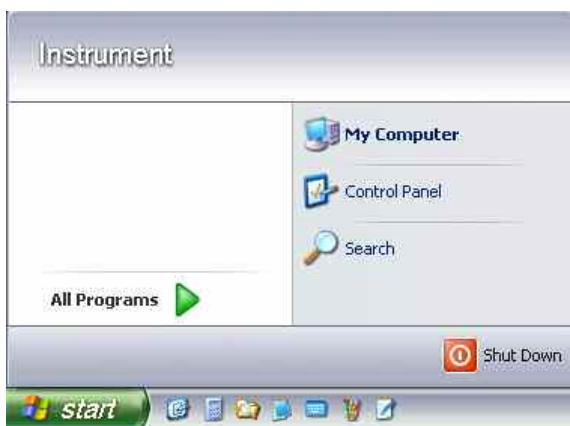 Instrument
My Computer
Control Panel
Search
All Programs
Shut Down
start